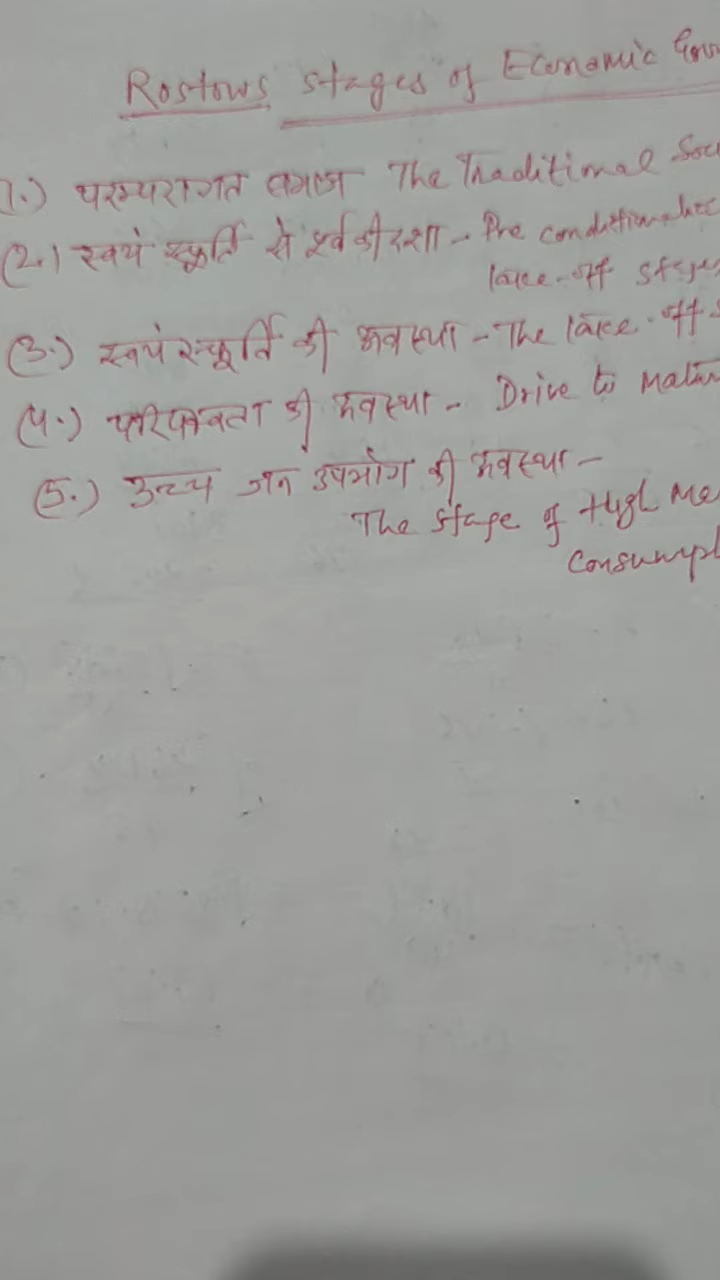 Rostows stages of Economic
(1.) परम्परागत समाज The Traditional
(2.) स्वयं स्फूर्ति से पूर्व की दशा - Pre
take-off
(3.) स्वयं स्फूर्ति की अवस्था - The take-off
(4.) परिपक्वता की अवस्था - Drive to
(5.) उच्च जन उपभोग की अवस्था -
The stage of High